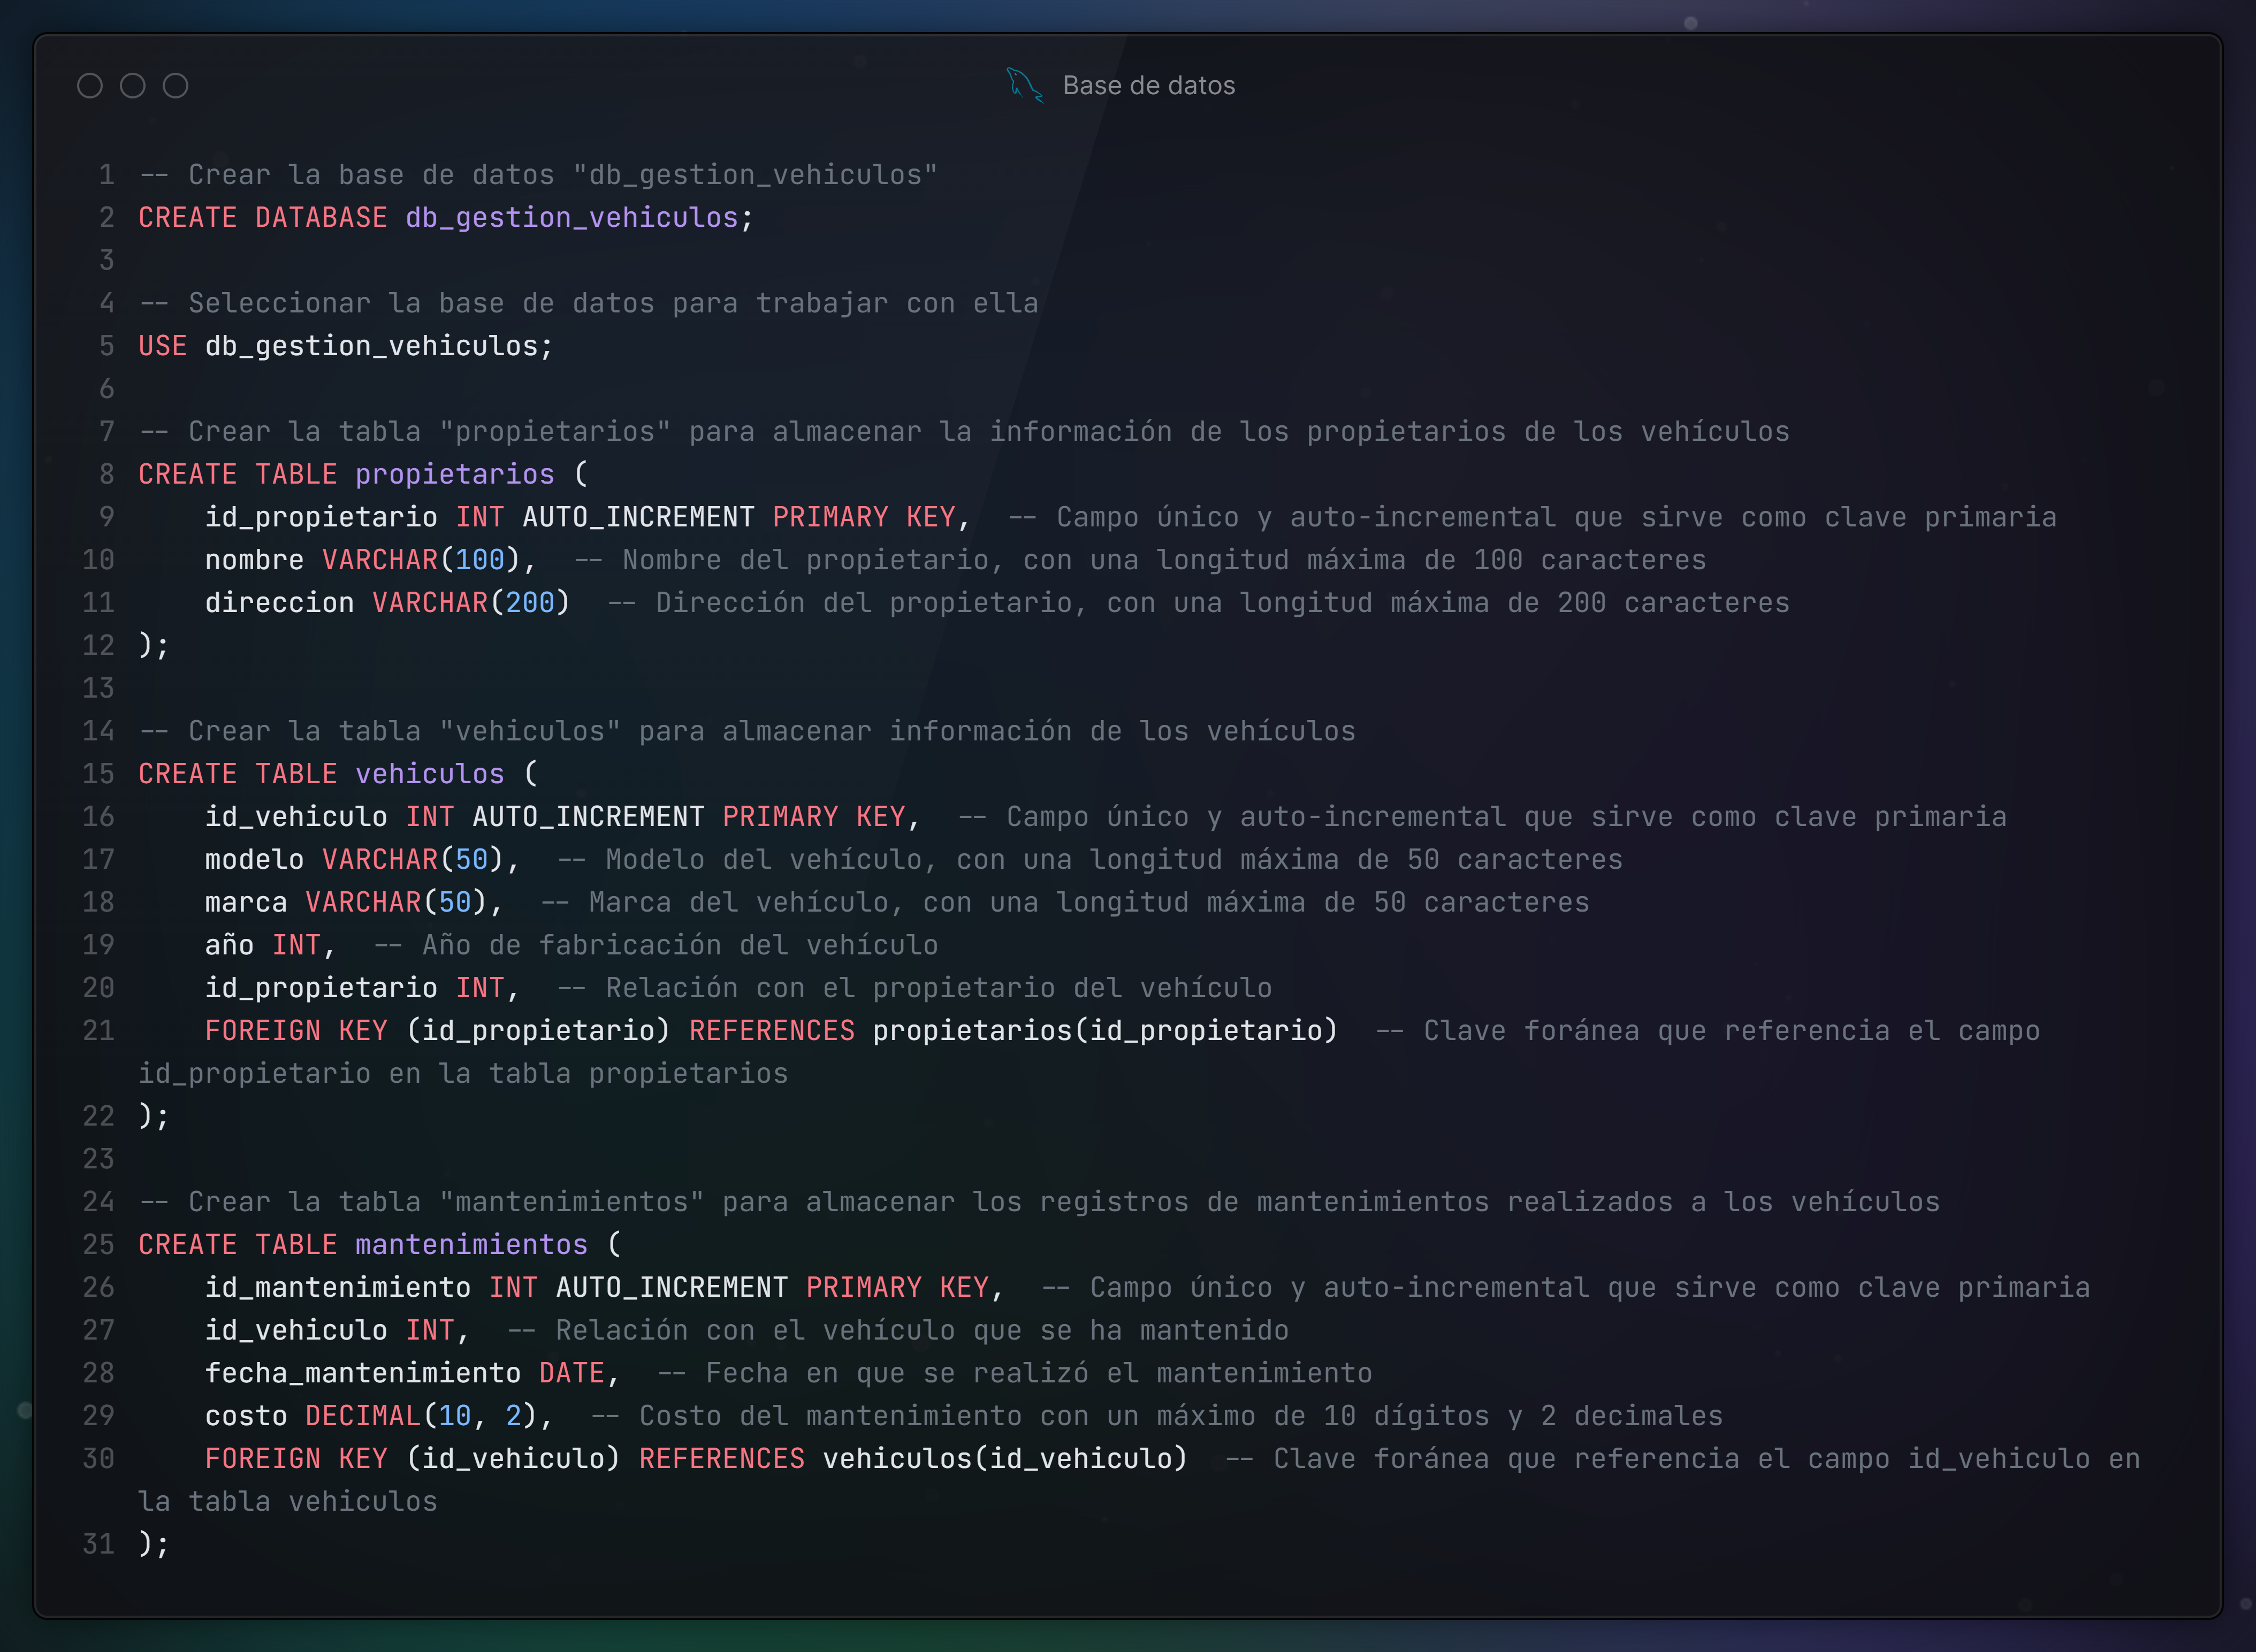 Base de datos
1 -- Crear la base de datos "db_gestion_vehiculos"
2 CREATE DATABASE db_gestion_vehiculos;
3
4 -- Seleccionar la base de datos para trabajar con ella
5 USE db_gestion_vehiculos;
6
7 -- Crear la tabla "propietarios" para almacenar la información de los propietarios de los vehículos
8 CREATE TABLE propietarios (
9     id_propietario INT AUTO_INCREMENT PRIMARY KEY,  -- Campo único y auto-incremental que sirve como clave primaria
10     nombre VARCHAR(100),  -- Nombre del propietario, con una longitud máxima de 100 caracteres
11     direccion VARCHAR(200)  -- Dirección del propietario, con una longitud máxima de 200 caracteres
12 );
13
14 -- Crear la tabla "vehiculos" para almacenar información de los vehículos
15 CREATE TABLE vehiculos (
16     id_vehiculo INT AUTO_INCREMENT PRIMARY KEY,  -- Campo único y auto-incremental que sirve como clave primaria
17     modelo VARCHAR(50),  -- Modelo del vehículo, con una longitud máxima de 50 caracteres
18     marca VARCHAR(50),  -- Marca del vehículo, con una longitud máxima de 50 caracteres
19     año INT,  -- Año de fabricación del vehículo
20     id_propietario INT,  -- Relación con el propietario del vehículo
21     FOREIGN KEY (id_propietario) REFERENCES propietarios(id_propietario)  -- Clave foránea que referencia el campo
id_propietario en la tabla propietarios
22 );
23
24 -- Crear la tabla "mantenimientos" para almacenar los registros de mantenimientos realizados a los vehículos
25 CREATE TABLE mantenimientos (
26     id_mantenimiento INT AUTO_INCREMENT PRIMARY KEY,  -- Campo único y auto-incremental que sirve como clave primaria
27     id_vehiculo INT,  -- Relación con el vehículo que se ha mantenido
28     fecha_mantenimiento DATE,  -- Fecha en que se realizó el mantenimiento
29     costo DECIMAL(10, 2),  -- Costo del mantenimiento con un máximo de 10 dígitos y 2 decimales
30     FOREIGN KEY (id_vehiculo) REFERENCES vehiculos(id_vehiculo)  -- Clave foránea que referencia el campo id_vehiculo en
la tabla vehiculos
31 );